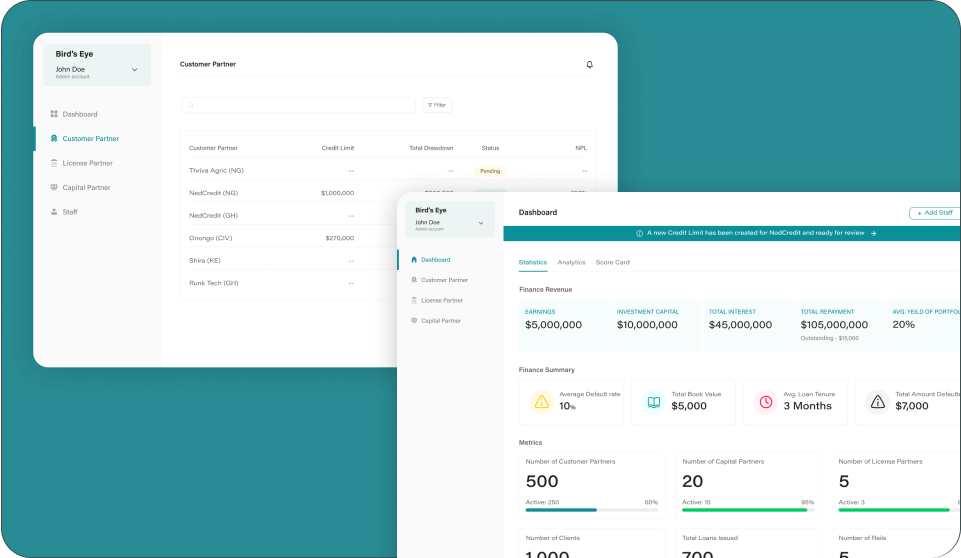 Bird's Eye
John Doe
Admin account
Dashboard
Customer Partner
License Partner
Capital Partner
Staff
Customer Partner
Filter
Customer Partner Credit Limit Total Drawdown Status NPL
Thriva Agric (NG) -- -- Pending --
NedCredit (NG) $1,000,000
NedCredit (GH) --
Onongo (CIV) $270,000
Shira (KE) --
Runk Tech (GH) --
Bird's Eye
John Doe
Admin account
Dashboard
Customer Partner
License Partner
Capital Partner
Dashboard
+ Add Staff
A new Credit Limit has been created for NodCredit and ready for review
Statistics Analytics Score Card
Finance Revenue
EARNINGS INVESTMENT CAPITAL TOTAL INTEREST TOTAL REPAYMENT AVG. YEILD OF PORTFOL
$5,000,000 $10,000,000 $45,000,000 $105,000,000 20%
Outstanding - $15,000
Finance Summary
Average Default rate Total Book Value Avg. Loan Tenure Total Amount Defaulte
10% $5,000 3 Months $7,000
Metrics
Number of Customer Partners Number of Capital Partners Number of License Partners
500 20 5
Active: 250 50% Active: 15 95% Active: 3
Number of Clients Total Loans Issued Number of Rails
1,000 700 5